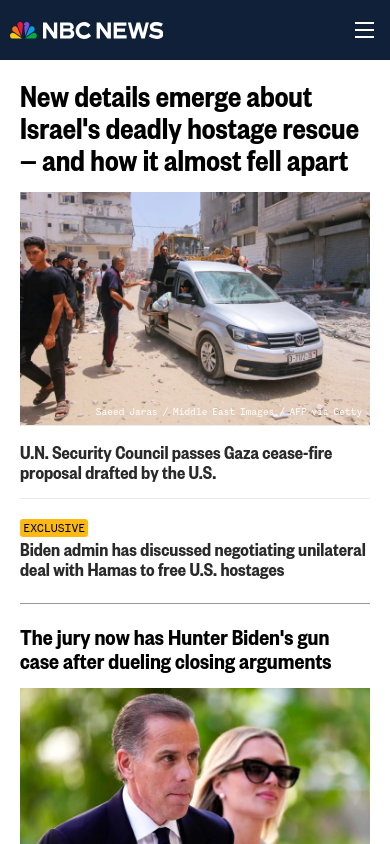 NBC NEWS
New details emerge about
Israel's deadly hostage rescue
– and how it almost fell apart
Saeed Jaras / Middle East Images / AFP via Getty
U.N. Security Council passes Gaza cease-fire
proposal drafted by the U.S.
EXCLUSIVE
Biden admin has discussed negotiating unilateral
deal with Hamas to free U.S. hostages
The jury now has Hunter Biden's gun
case after dueling closing arguments